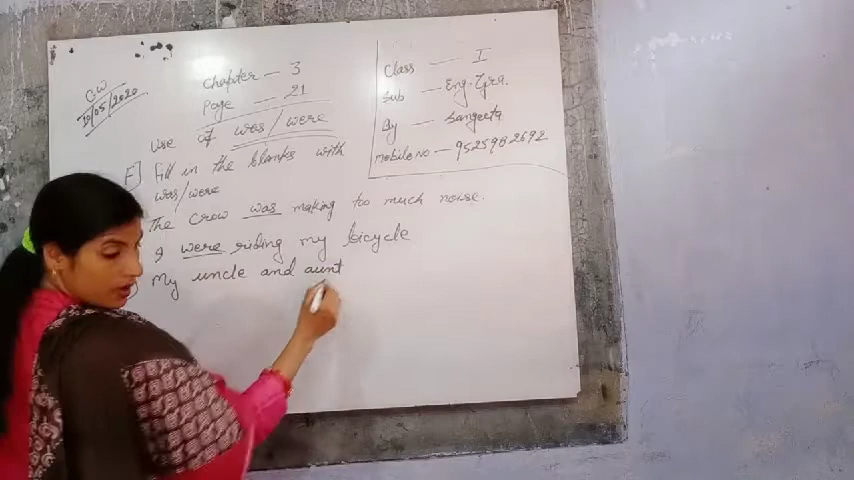 CW
10/05/2020
Chapter - 3
Page - 21
Use of was/were
Class - I
Sub - Eng. Gra.
By - Sangeeta
Mobile no - 9525982692
F] Fill in the blanks with
was/were
The Crow was making too much noise.
I were riding my bicycle
My uncle and aunt